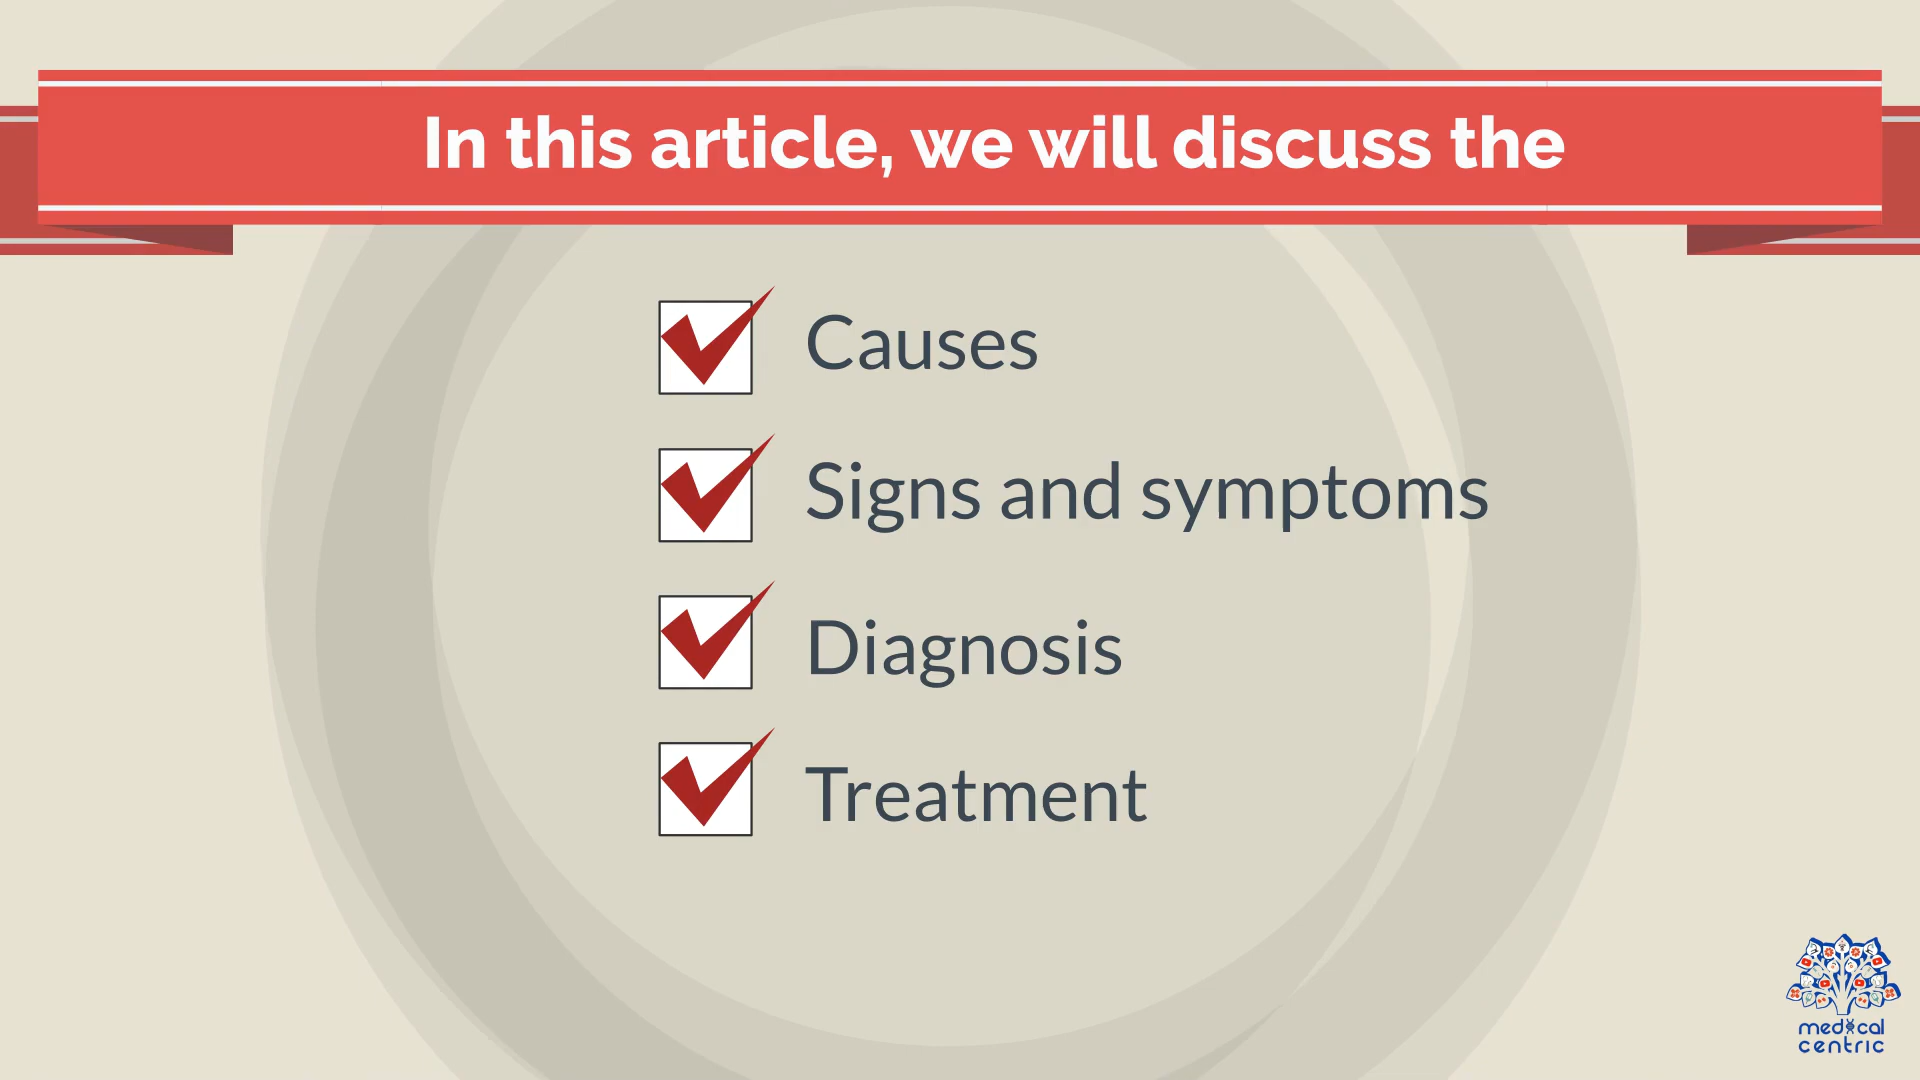 In this article, we will discuss the
Causes
Signs and symptoms
Diagnosis
Treatment
medical
centric